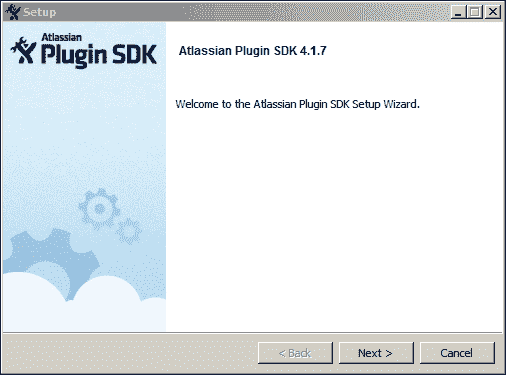 Setup
Atlassian
Plugin SDK
Atlassian Plugin SDK 4.1.7
Welcome to the Atlassian Plugin SDK Setup Wizard.
< Back
Next >
Cancel